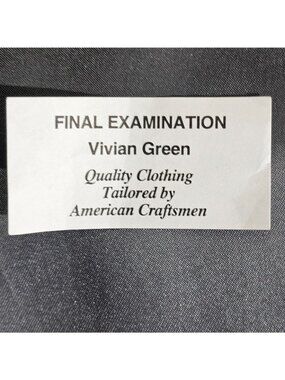 FINAL EXAMINATION
Vivian Green
Quality Clothing
Tailored by
American Craftsmen